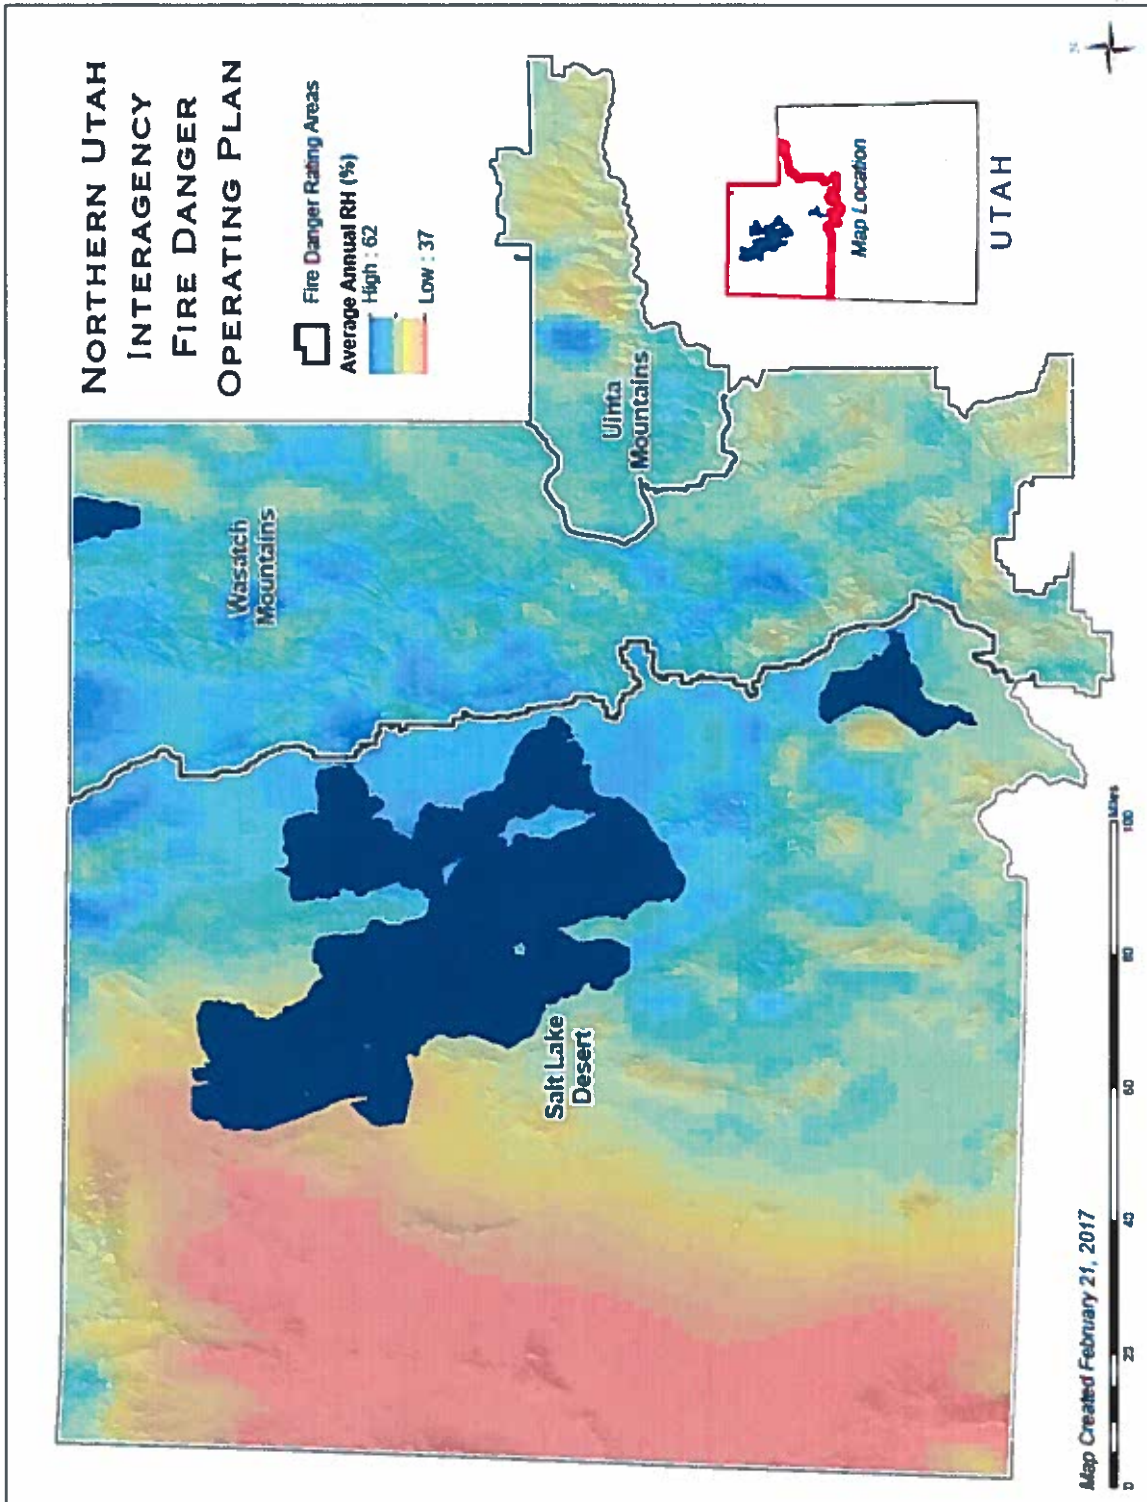 NORTHERN UTAH
INTERAGENCY
FIRE DANGER
OPERATING PLAN
Fire Danger Rating Areas
Average Annual RH (%)
High : 62
Low : 37
Wasatch
Mountains
Uinta
Mountains
Salt Lake
Desert
Map Location
UTAH
N
Map Created February 21, 2017
0 20 40 60 80 100
Miles